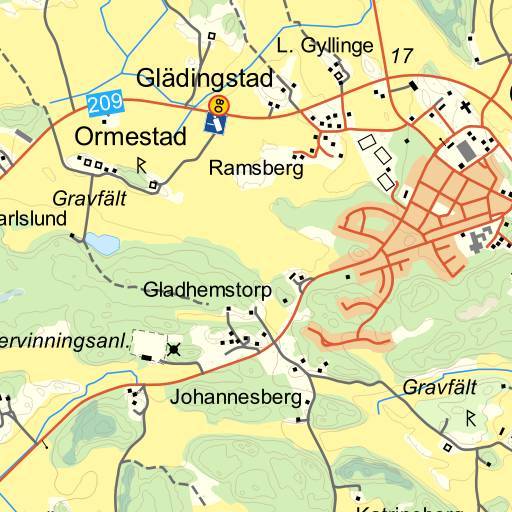 L. Gyllinge
17
Glädingstad
209
80
Ormestad
Ramsberg
Gravfält
arlslund
Gladhemstorp
ervinningsanl.
Gravfält
Johannesberg